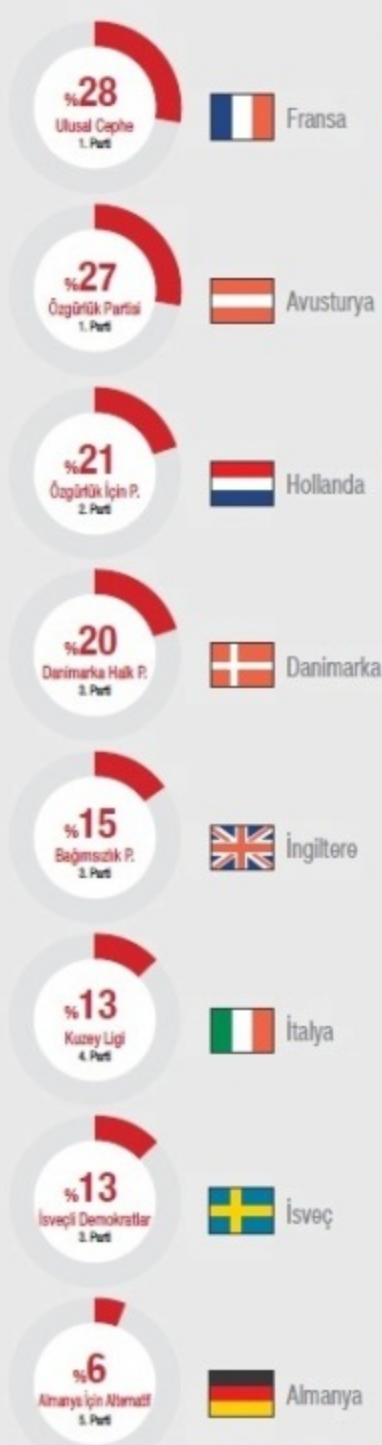 %28
Ulusal Cephe
1. Parti
Fransa
%27
Özgürlük Partisi
1. Parti
Avusturya
%21
Özgürlük İçin P.
2. Parti
Hollanda
%20
Danimarka Halk P.
3. Parti
Danimarka
%15
Bağımsızlık P.
3. Parti
İngiltere
%13
Kuzey Ligi
4. Parti
İtalya
%13
İsveçli Demokratlar
3. Parti
İsveç
%6
Almanya İçin Alternatif
5. Parti
Almanya